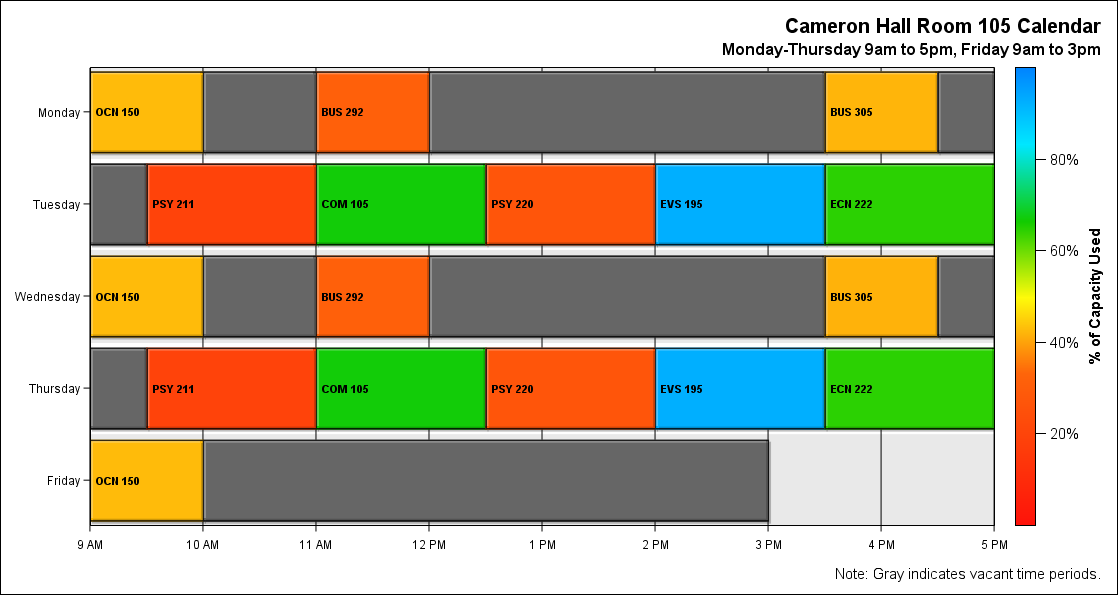 Cameron Hall Room 105 Calendar
Monday-Thursday 9am to 5pm, Friday 9am to 3pm
Monday
OCN 150
BUS 292
BUS 305
Tuesday
PSY 211
COM 105
PSY 220
EVS 195
ECN 222
Wednesday
OCN 150
BUS 292
BUS 305
Thursday
PSY 211
COM 105
PSY 220
EVS 195
ECN 222
Friday
OCN 150
9 AM
10 AM
11 AM
12 PM
1 PM
2 PM
3 PM
4 PM
5 PM
80%
60%
40%
20%
% of Capacity Used
Note: Gray indicates vacant time periods.